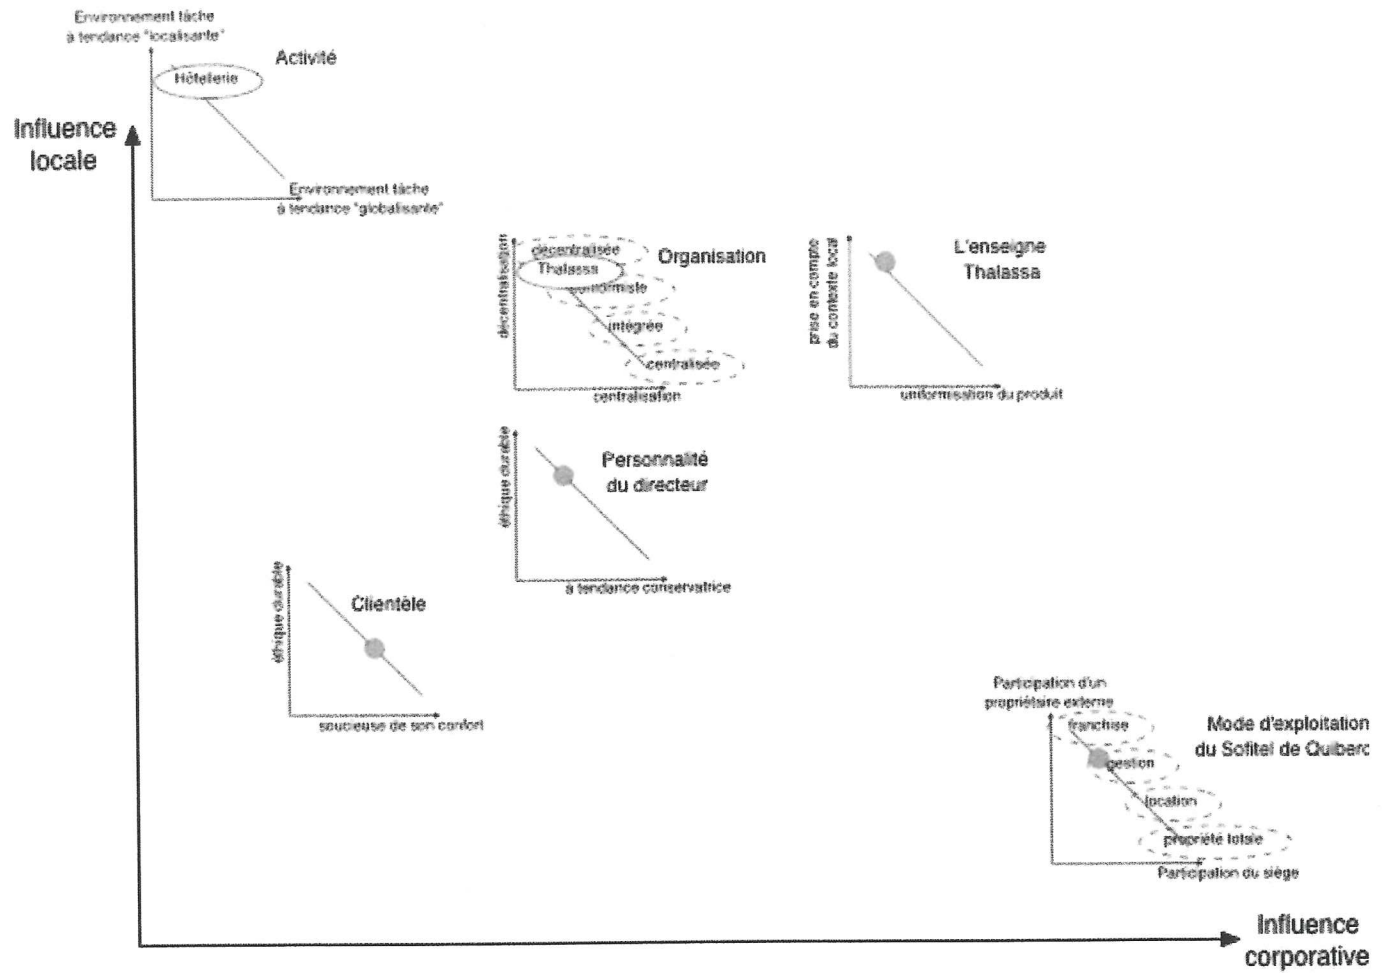 Environnement tâche
à tendance "localisante"
Activité
Hôtellerie
Influence
locale
Environnement tâche
à tendance "globalisante"
décentralisation
décentralisée
Thalassa
intégrée
centralisée
centralisation
Organisation
prise en compte
du contexte local
L'enseigne
Thalassa
uniformisation du produit
éthique durable
Personnalité
du directeur
à tendance conservatrice
éthique durable
Clientèle
soucieuse de son confort
Participation d'un
propriétaire externe
franchise
gestion
location
propriété totale
Participation du siège
Mode d'exploitation
du Sofitel de Quiberc
Influence
corporative